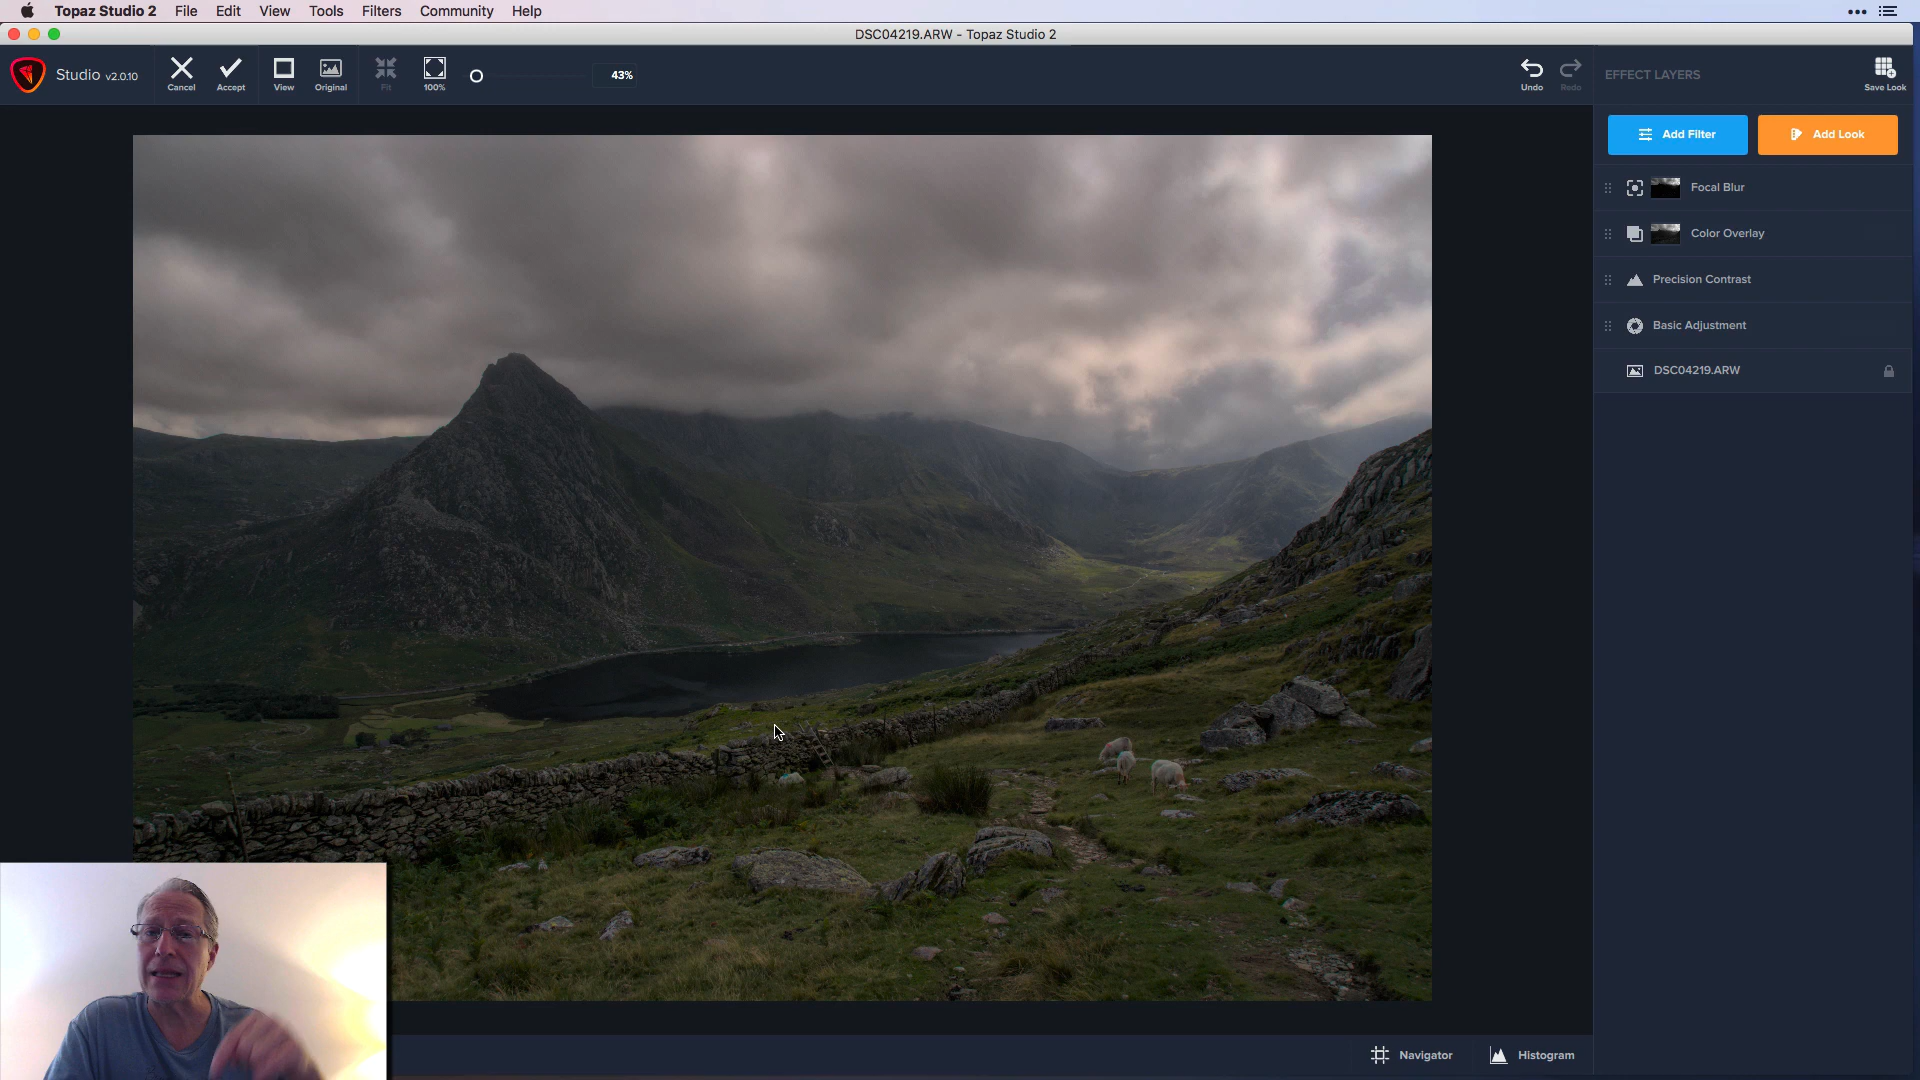 Topaz Studio 2 File Edit View Tools Filters Community Help
DSC04219.ARW - Topaz Studio 2
Studio v2.0.10
Cancel
Accept
View
Original
Fit
100%
43%
Undo
Redo
EFFECT LAYERS
Save Look
Add Filter
Add Look
Focal Blur
Color Overlay
Precision Contrast
Basic Adjustment
DSC04219.ARW
Navigator
Histogram